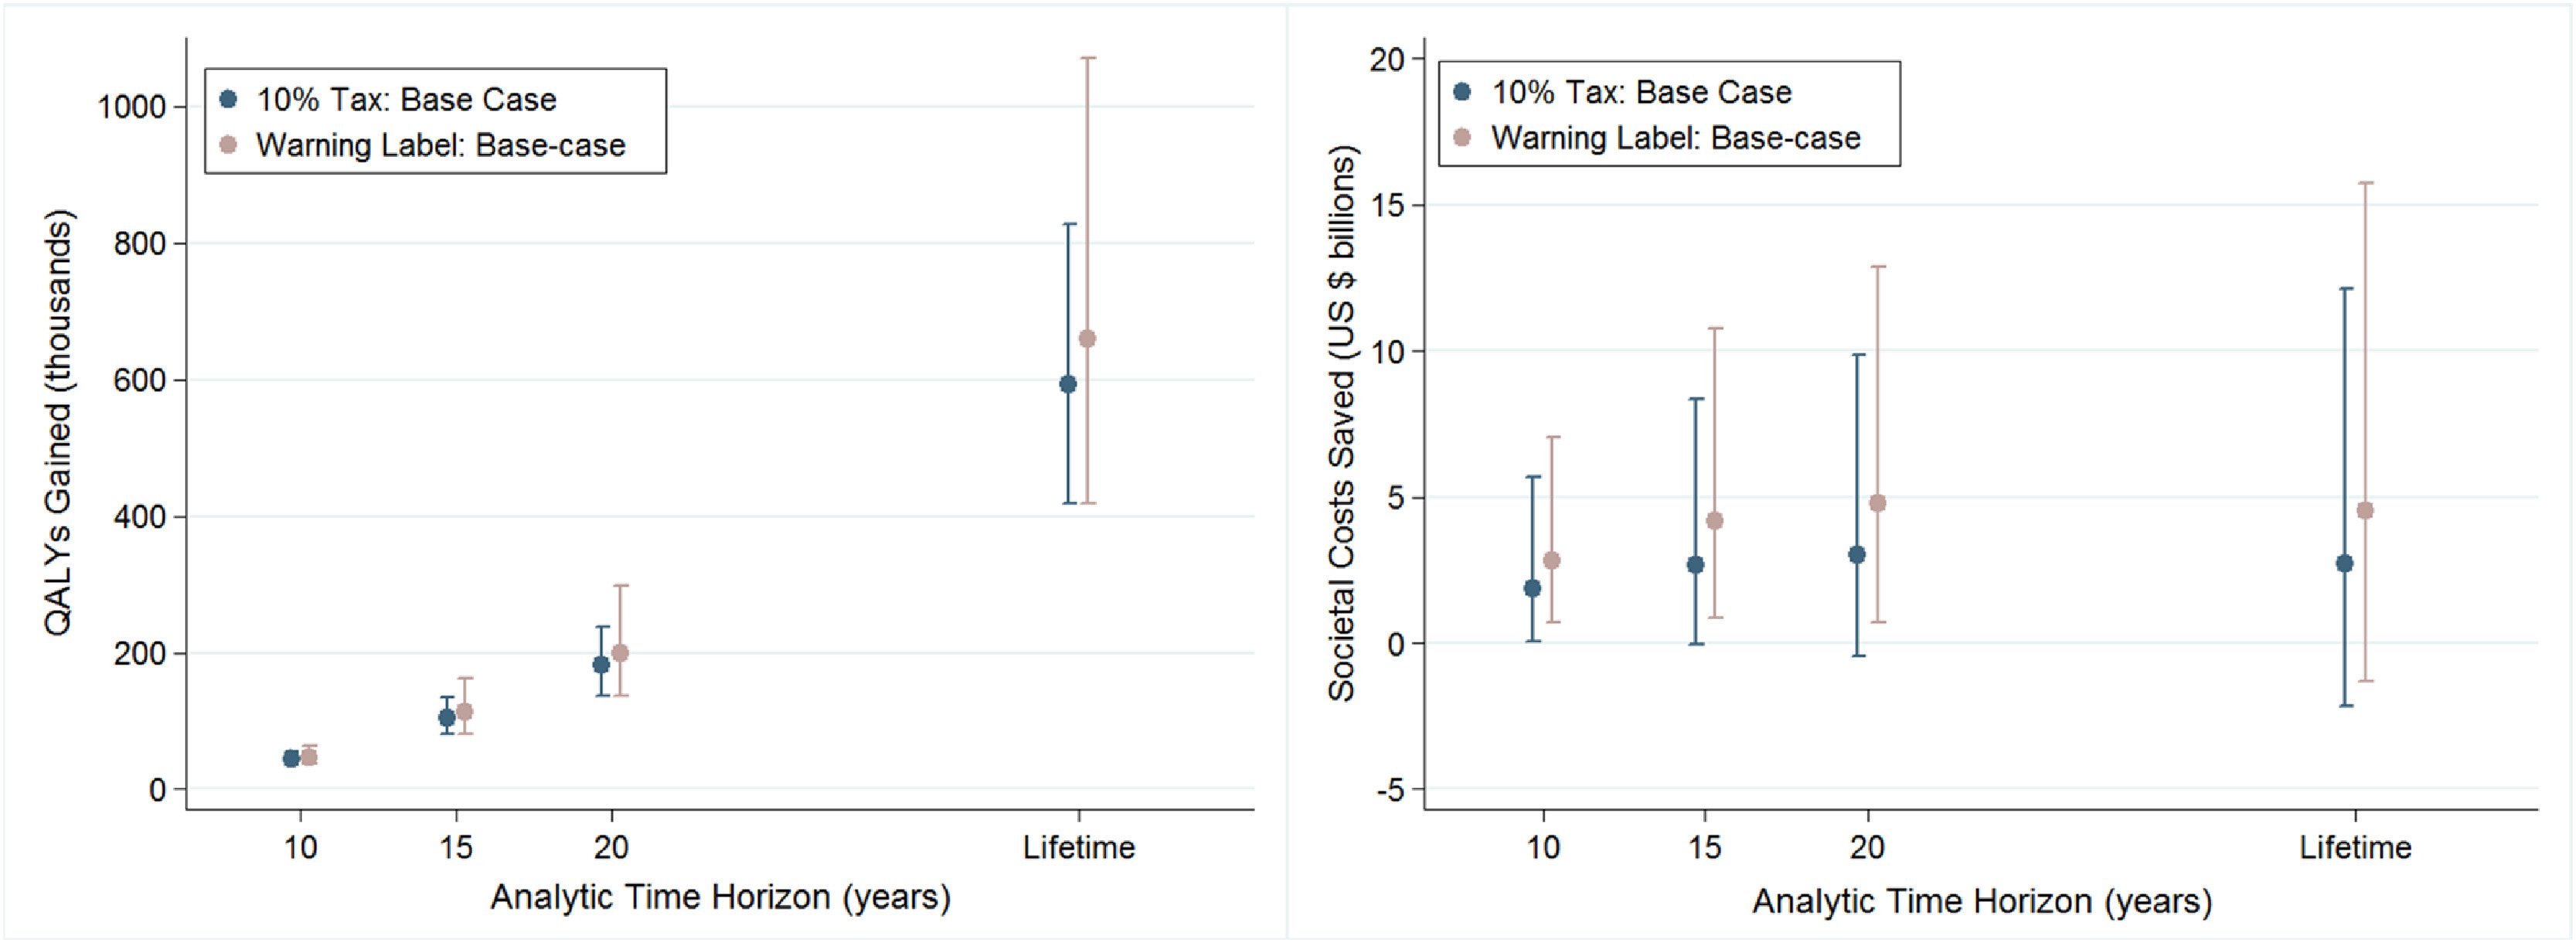 10% Tax: Base Case
Warning Label: Base-case
QALYs Gained (thousands)
1000
800
600
400
200
0
10 15 20 Lifetime
Analytic Time Horizon (years)
10% Tax: Base Case
Warning Label: Base-case
Societal Costs Saved (US $ billions)
20
15
10
5
0
-5
10 15 20 Lifetime
Analytic Time Horizon (years)